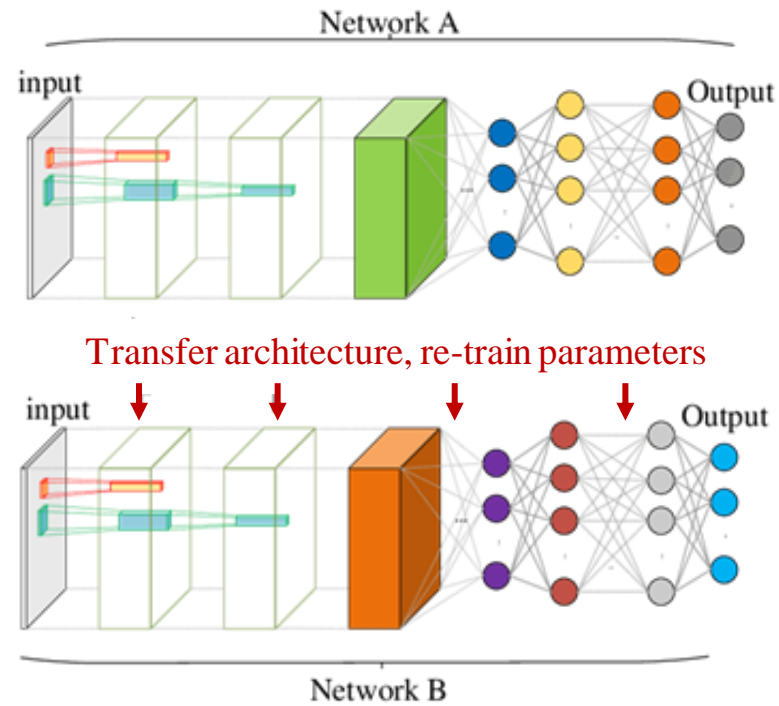 Network A
input
Output
Transfer architecture, re-train parameters
input
Output
Network B